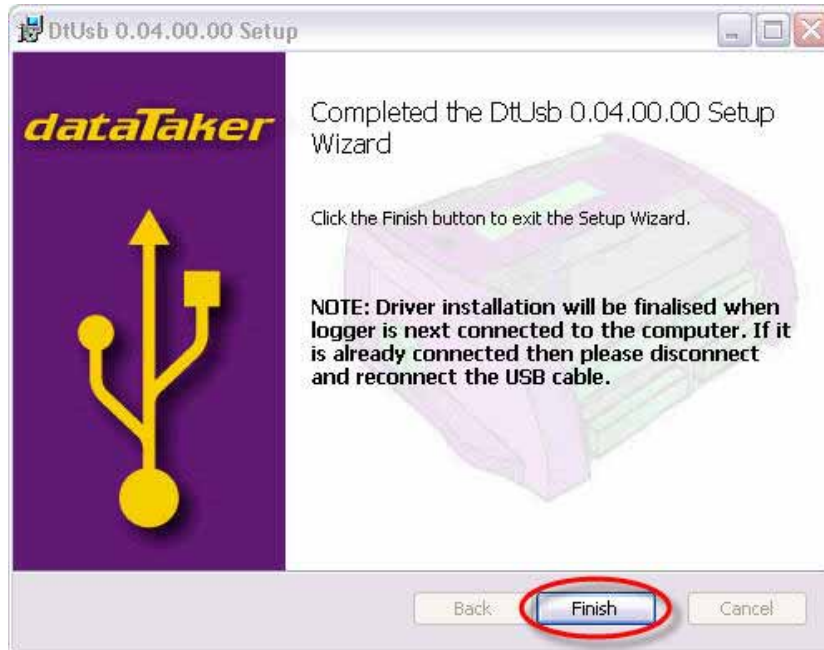 DtUsb 0.04.00.00 Setup
dataTaker
Completed the DtUsb 0.04.00.00 Setup
Wizard
Click the Finish button to exit the Setup Wizard.
NOTE: Driver installation will be finalised when
logger is next connected to the computer. If it
is already connected then please disconnect
and reconnect the USB cable.
Back Finish Cancel